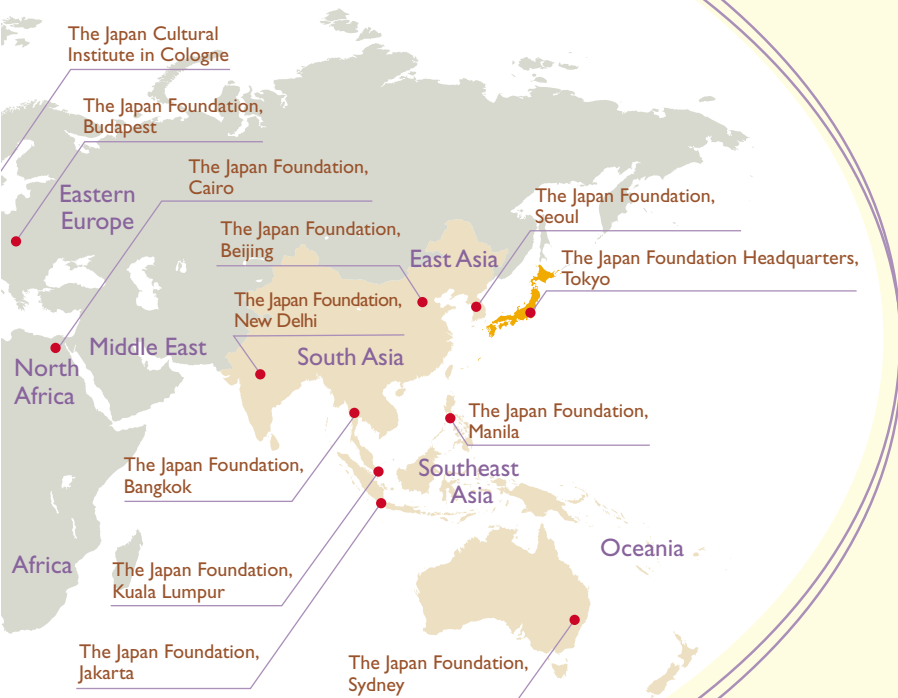 The Japan Cultural
Institute in Cologne
The Japan Foundation,
Budapest
The Japan Foundation,
Cairo
Eastern
Europe
The Japan Foundation,
Seoul
The Japan Foundation,
Beijing
East Asia
The Japan Foundation Headquarters,
Tokyo
The Japan Foundation,
New Delhi
Middle East
South Asia
North
Africa
The Japan Foundation,
Manila
The Japan Foundation,
Bangkok
Southeast
Asia
Oceania
Africa
The Japan Foundation,
Kuala Lumpur
The Japan Foundation,
Jakarta
The Japan Foundation,
Sydney